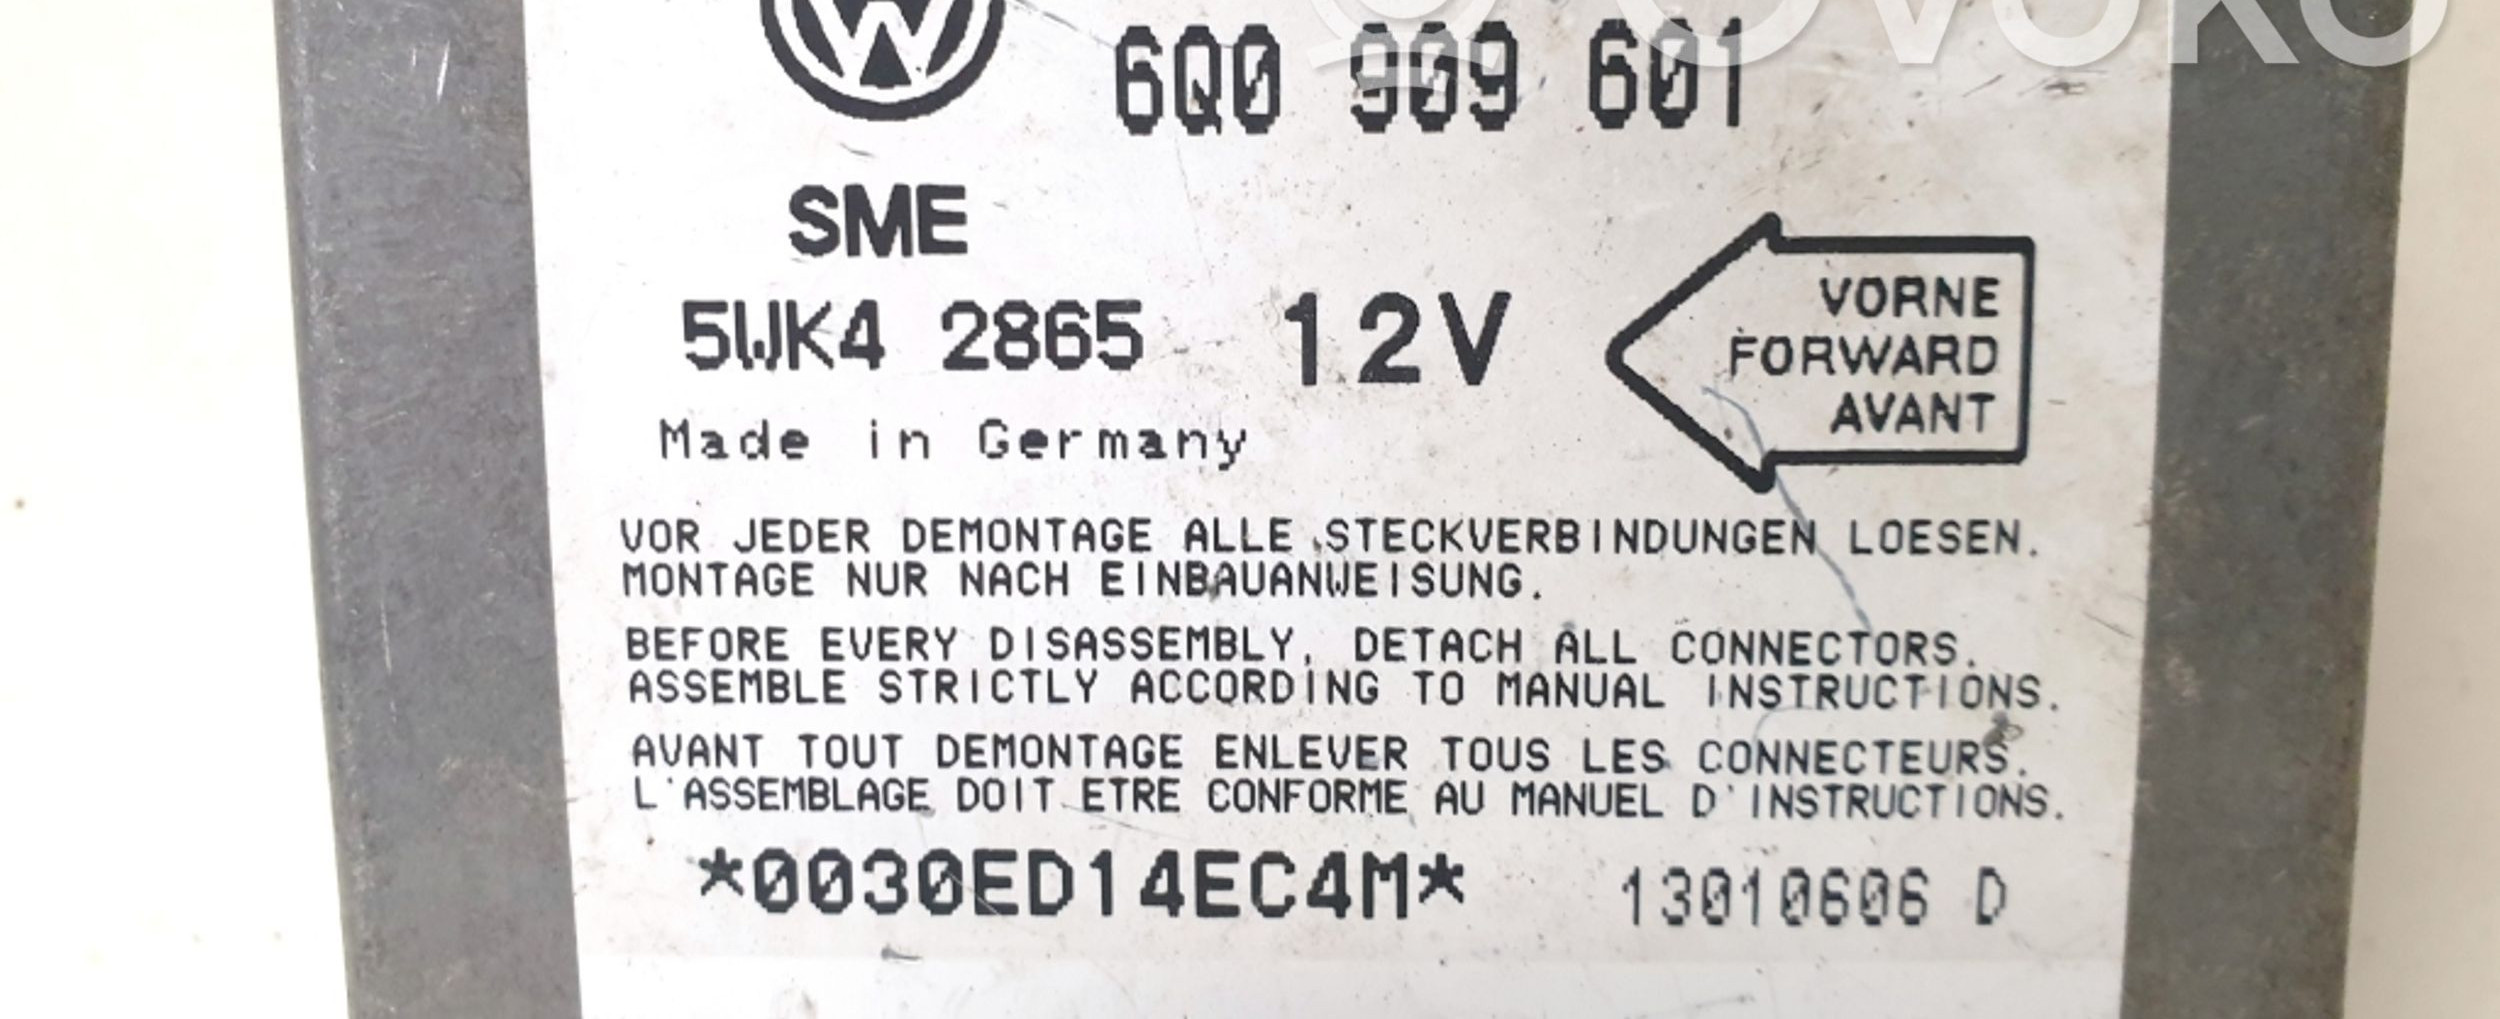 OVOKO
6Q0 909 601
SME
5WK4 2865 12V
VORNE
FORWARD
AVANT
Made in Germany
VOR JEDER DEMONTAGE ALLE STECKVERBINDUNGEN LOESEN.
MONTAGE NUR NACH EINBAUANWEISUNG.
BEFORE EVERY DISASSEMBLY, DETACH ALL CONNECTORS.
ASSEMBLE STRICTLY ACCORDING TO MANUAL INSTRUCTIONS.
AVANT TOUT DEMONTAGE ENLEVER TOUS LES CONNECTEURS.
L'ASSEMBLAGE DOIT ETRE CONFORME AU MANUEL D'INSTRUCTIONS.
*0030ED14EC4M* 13010606 D